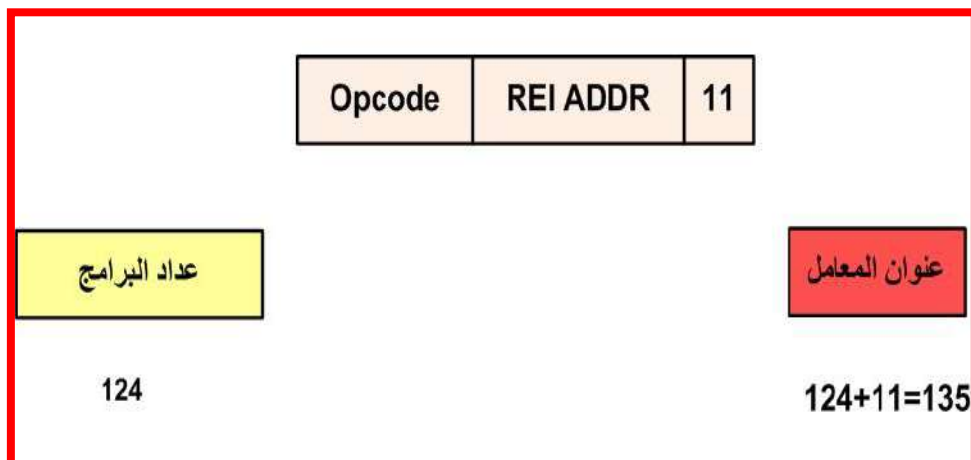 Opcode REI ADDR 11
عداد البرامج
عنوان المعامل
124
124+11=135